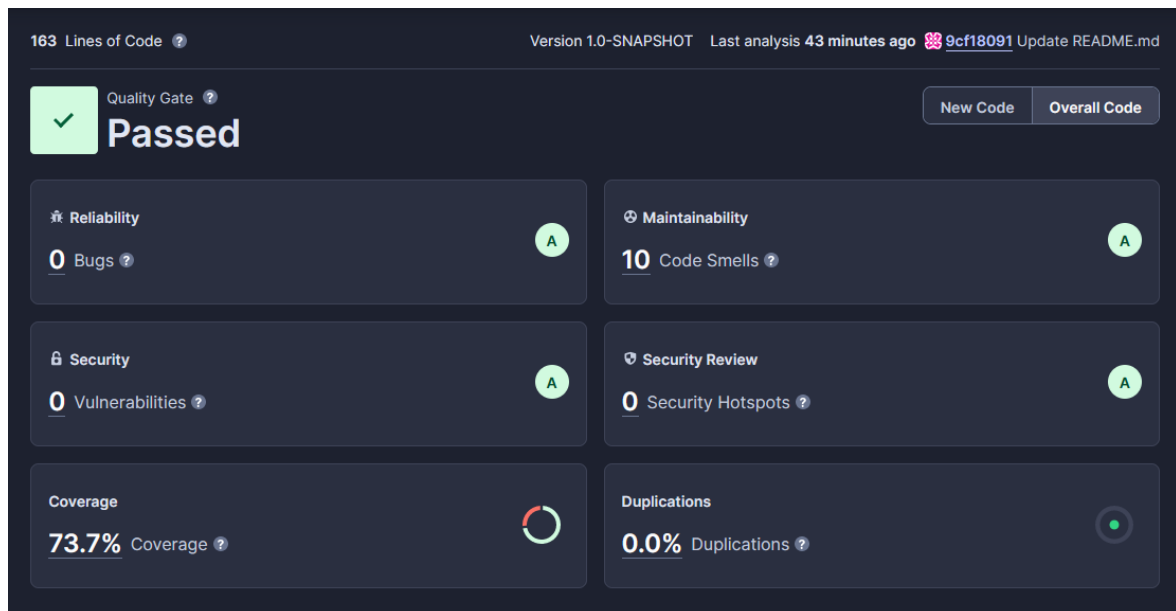 163 Lines of Code ?
Version 1.0-SNAPSHOT Last analysis 43 minutes ago 9cf18091 Update README.md
Quality Gate ?
Passed
New Code Overall Code
Reliability
0 Bugs ?
A
Maintainability
10 Code Smells ?
A
Security
0 Vulnerabilities ?
A
Security Review
0 Security Hotspots ?
A
Coverage
73.7% Coverage ?
Duplications
0.0% Duplications ?